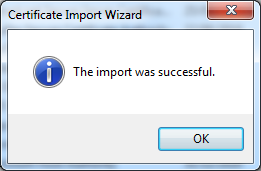 Certificate Import Wizard
The import was successful.
OK